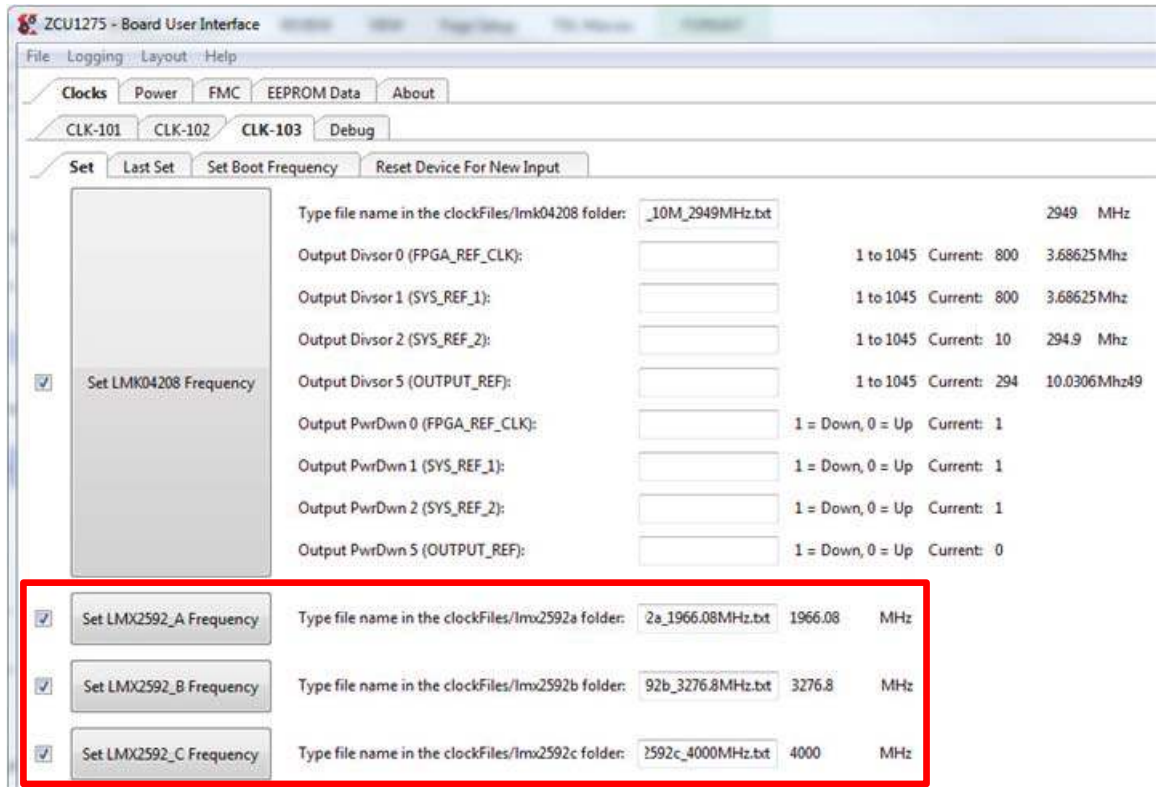 ZCU1275 - Board User Interface
File Logging Layout Help
Clocks Power FMC EEPROM Data About
CLK-101 CLK-102 CLK-103 Debug
Set Last Set Set Boot Frequency Reset Device For New Input
Type file name in the clockFiles/lmk04208 folder: _10M_2949MHz.txt 2949 MHz
Output Divsor 0 (FPGA_REF_CLK): 1 to 1045 Current: 800 3.68625Mhz
Output Divsor 1 (SYS_REF_1): 1 to 1045 Current: 800 3.68625Mhz
Output Divsor 2 (SYS_REF_2): 1 to 1045 Current: 10 294.9 Mhz
Set LMK04208 Frequency Output Divsor 5 (OUTPUT_REF): 1 to 1045 Current: 294 10.0306Mhz49
Output PwrDwn 0 (FPGA_REF_CLK): 1 = Down, 0 = Up Current: 1
Output PwrDwn 1 (SYS_REF_1): 1 = Down, 0 = Up Current: 1
Output PwrDwn 2 (SYS_REF_2): 1 = Down, 0 = Up Current: 1
Output PwrDwn 5 (OUTPUT_REF): 1 = Down, 0 = Up Current: 0
Set LMX2592_A Frequency Type file name in the clockFiles/lmx2592a folder: 2a_1966.08MHz.txt 1966.08 MHz
Set LMX2592_B Frequency Type file name in the clockFiles/lmx2592b folder: 92b_3276.8MHz.txt 3276.8 MHz
Set LMX2592_C Frequency Type file name in the clockFiles/lmx2592c folder: 2592c_4000MHz.txt 4000 MHz